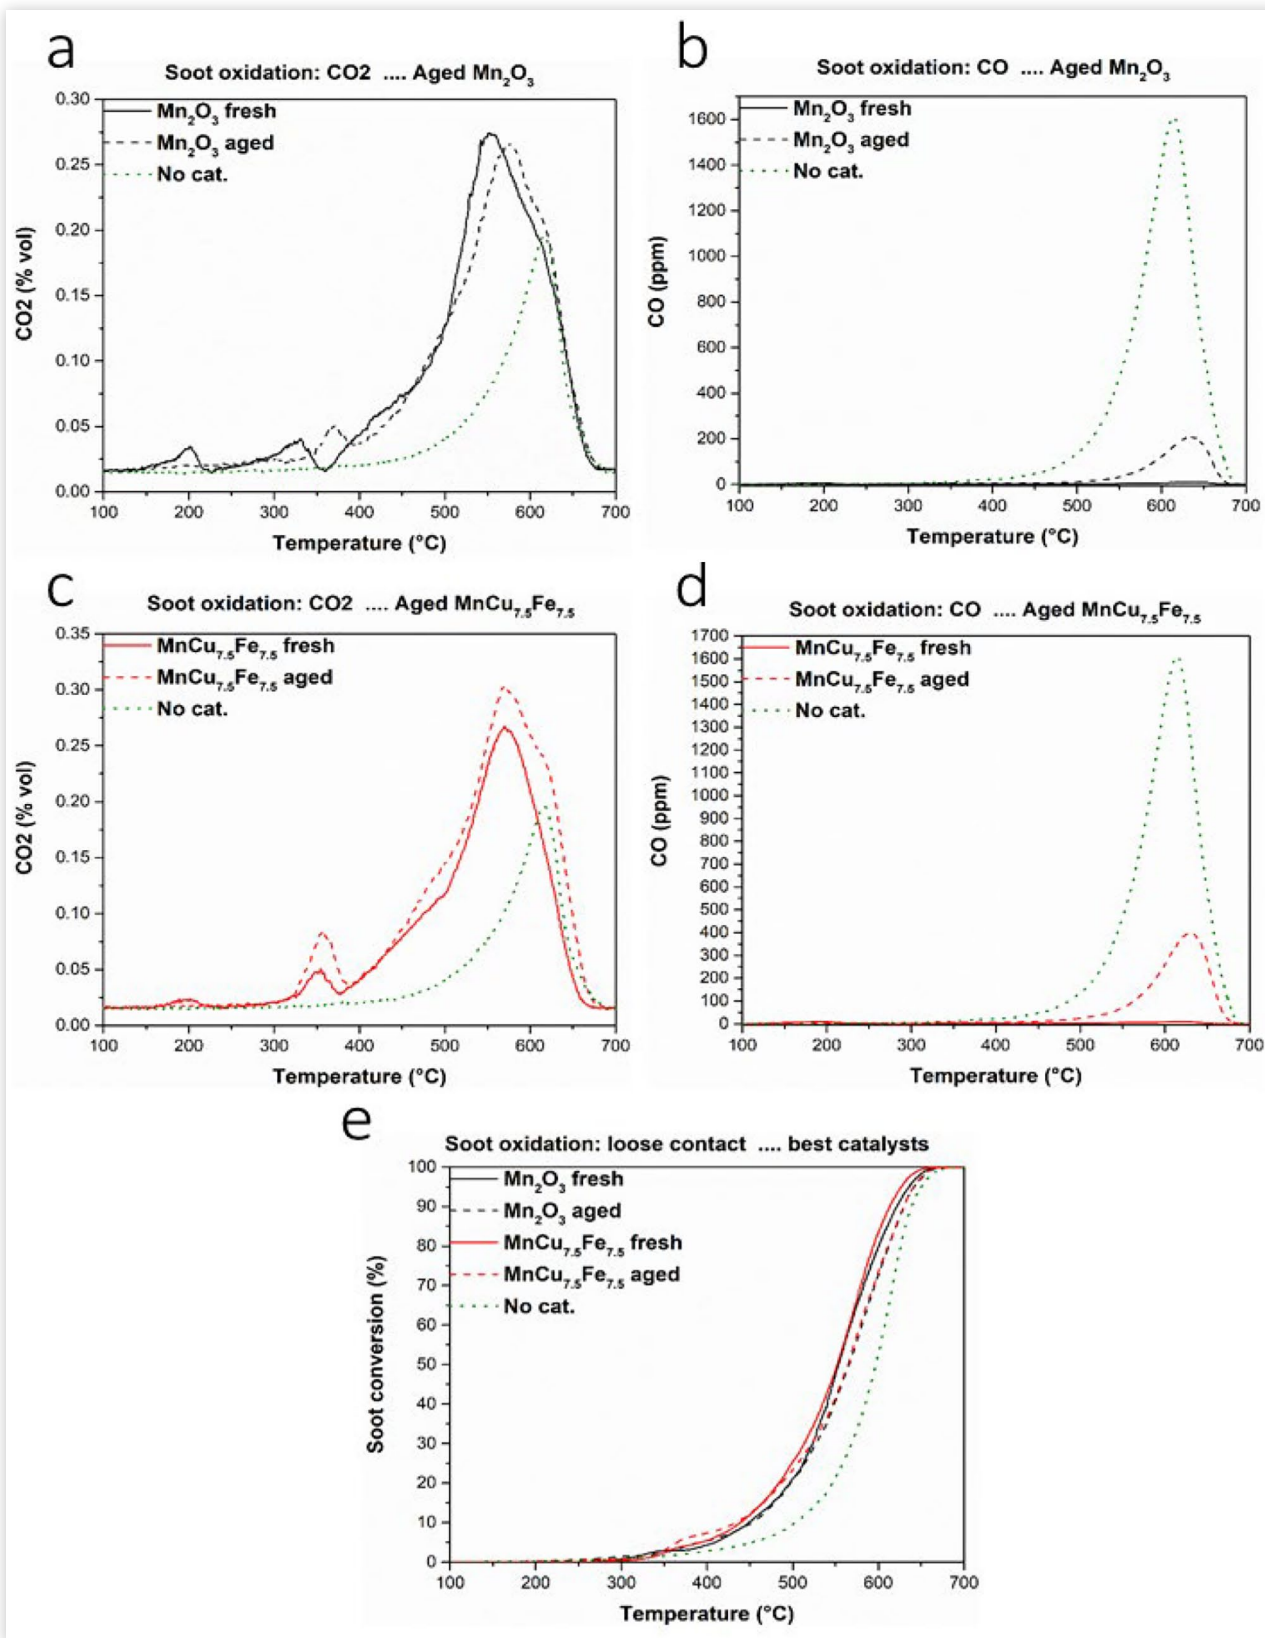 a
Soot oxidation: CO2 .... Aged Mn₂O₃
0.30
0.25
0.20
0.15
0.10
0.05
0.00
CO2 (% vol)
Mn₂O₃ fresh
Mn₂O₃ aged
No cat.
100 200 300 400 500 600 700
Temperature (°C)
b
Soot oxidation: CO .... Aged Mn₂O₃
1600
1400
1200
1000
800
600
400
200
0
CO (ppm)
Mn₂O₃ fresh
Mn₂O₃ aged
No cat.
100 200 300 400 500 600 700
Temperature (°C)
c
Soot oxidation: CO2 .... Aged MnCu₇.₅Fe₇.₅
0.35
0.30
0.25
0.20
0.15
0.10
0.05
0.00
CO2 (% vol)
MnCu₇.₅Fe₇.₅ fresh
MnCu₇.₅Fe₇.₅ aged
No cat.
100 200 300 400 500 600 700
Temperature (°C)
d
Soot oxidation: CO .... Aged MnCu₇.₅Fe₇.₅
1700
1600
1500
1400
1300
1200
1100
1000
900
800
700
600
500
400
300
200
100
0
CO (ppm)
MnCu₇.₅Fe₇.₅ fresh
MnCu₇.₅Fe₇.₅ aged
No cat.
100 200 300 400 500 600 700
Temperature (°C)
e
Soot oxidation: loose contact .... best catalysts
100
90
80
70
60
50
40
30
20
10
0
Soot conversion (%)
Mn₂O₃ fresh
Mn₂O₃ aged
MnCu₇.₅Fe₇.₅ fresh
MnCu₇.₅Fe₇.₅ aged
No cat.
100 200 300 400 500 600 700
Temperature (°C)